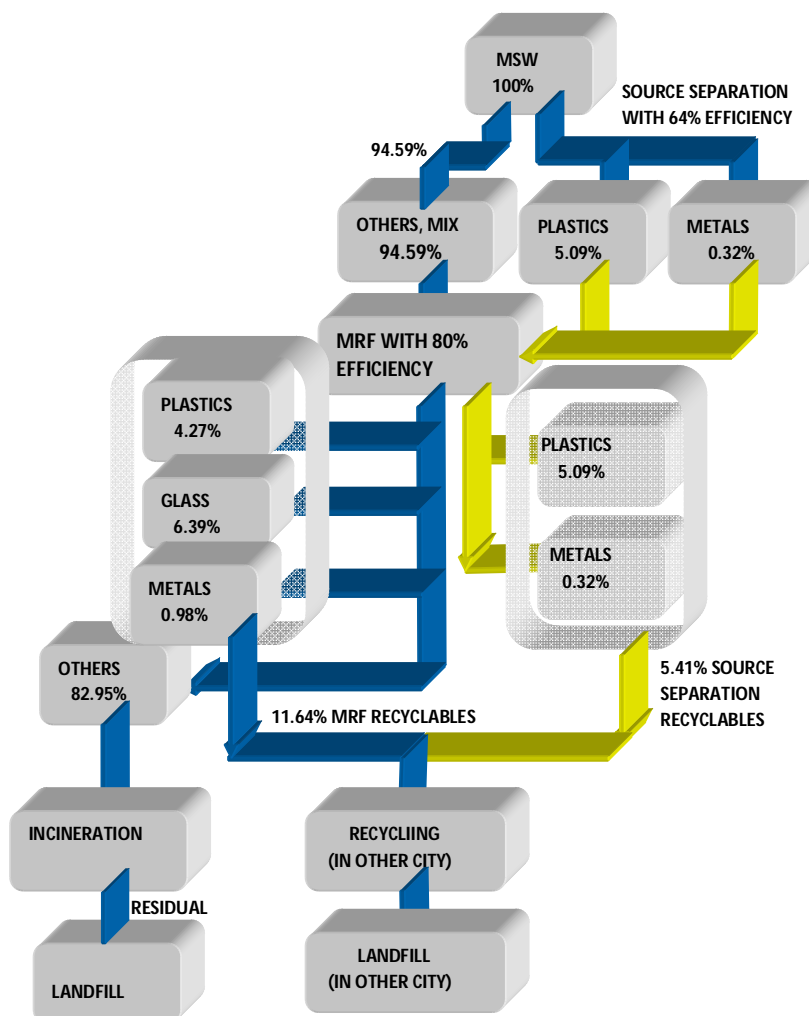 MSW
100%
SOURCE SEPARATION
WITH 64% EFFICIENCY
94.59%
OTHERS, MIX
94.59%
PLASTICS
5.09%
METALS
0.32%
MRF WITH 80%
EFFICIENCY
PLASTICS
4.27%
GLASS
6.39%
METALS
0.98%
PLASTICS
5.09%
METALS
0.32%
OTHERS
82.95%
11.64% MRF RECYCLABLES
5.41% SOURCE
SEPARATION
RECYCLABLES
INCINERATION
RECYCLIING
(IN OTHER CITY)
RESIDUAL
LANDFILL
LANDFILL
(IN OTHER CITY)